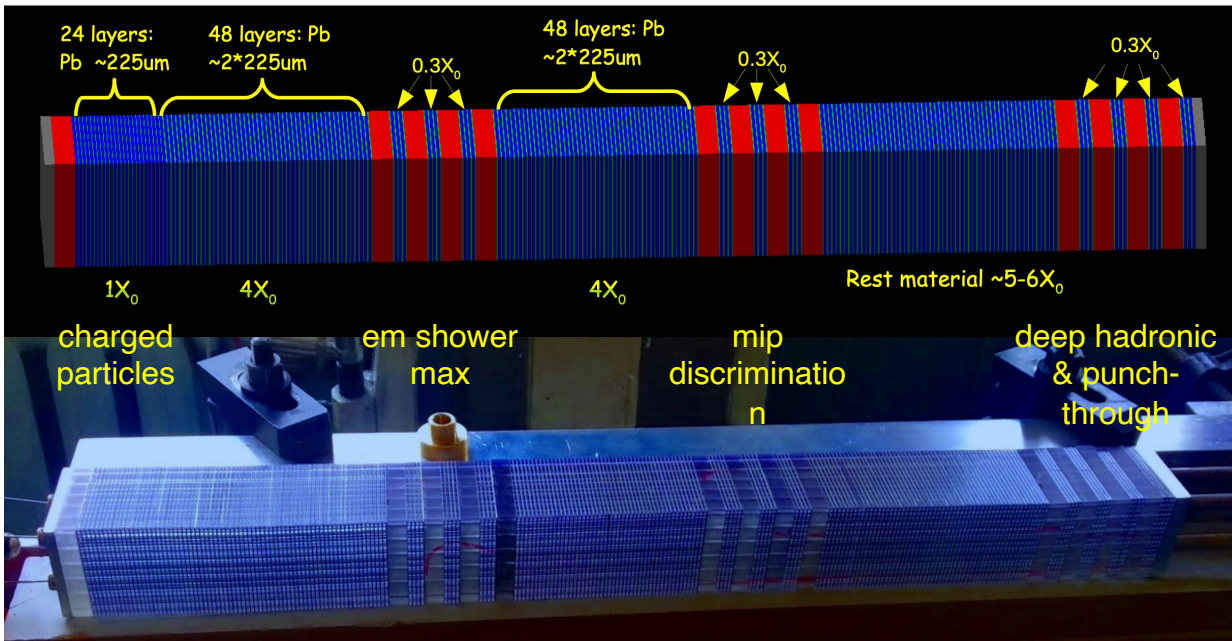 24 layers:
Pb ~225um
48 layers: Pb
~2*225um
0.3X₀
48 layers: Pb
~2*225um
0.3X₀
0.3X₀
1X₀
4X₀
4X₀
Rest material ~5-6X₀
charged
particles
em shower
max
mip
discriminatio
n
deep hadronic
& punch-
through